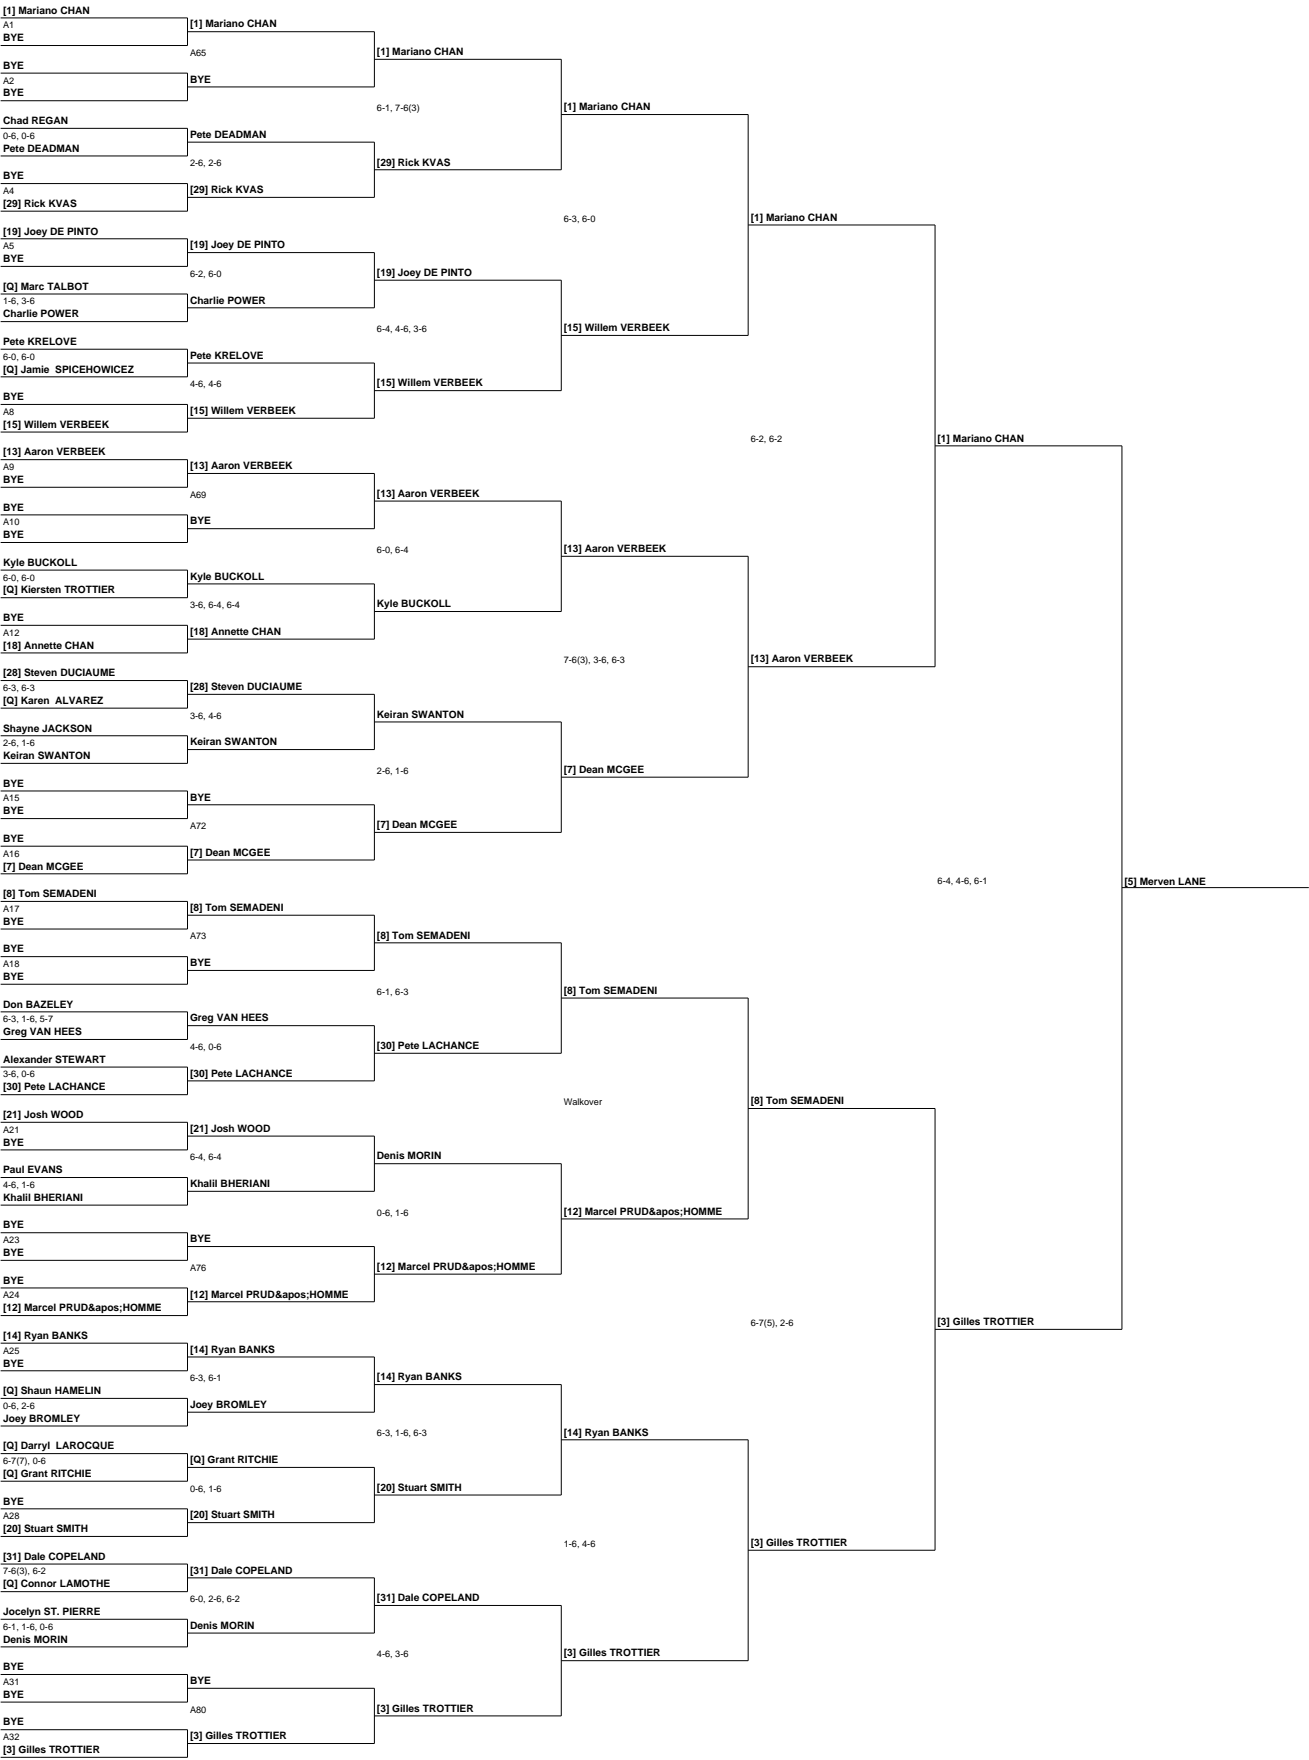 [1] Mariano CHAN
A1
BYE
BYE
A2
BYE
Chad REGAN
0-6, 0-6
Pete DEADMAN
BYE
A4
[29] Rick KVAS
[19] Joey DE PINTO
A5
BYE
[Q] Marc TALBOT
1-6, 3-6
Charlie POWER
Pete KRELOVE
6-0, 6-0
[Q] Jamie  SPICEHOWICEZ
BYE
A8
[15] Willem VERBEEK
[13] Aaron VERBEEK
A9
BYE
BYE
A10
BYE
Kyle BUCKOLL
6-0, 6-0
[Q] Kiersten TROTTIER
BYE
A12
[18] Annette CHAN
[28] Steven DUCIAUME
6-3, 6-3
[Q] Karen  ALVAREZ
Shayne JACKSON
2-6, 1-6
Keiran SWANTON
BYE
A15
BYE
BYE
A16
[7] Dean MCGEE
[8] Tom SEMADENI
A17
BYE
BYE
A18
BYE
Don BAZELEY
6-3, 1-6, 5-7
Greg VAN HEES
Alexander STEWART
3-6, 0-6
[30] Pete LACHANCE
[21] Josh WOOD
A21
BYE
Paul EVANS
4-6, 1-6
Khalil BHERIANI
BYE
A23
BYE
BYE
A24
[12] Marcel PRUD&apos;HOMME
[14] Ryan BANKS
A25
BYE
[Q] Shaun HAMELIN
0-6, 2-6
Joey BROMLEY
[Q] Darryl  LAROCQUE
6-7(7), 0-6
[Q] Grant RITCHIE
BYE
A28
[20] Stuart SMITH
[31] Dale COPELAND
7-6(3), 6-2
[Q] Connor LAMOTHE
Jocelyn ST. PIERRE
6-1, 1-6, 0-6
Denis MORIN
BYE
A31
BYE
BYE
A32
[3] Gilles TROTTIER
[1] Mariano CHAN
A65
BYE
Pete DEADMAN
2-6, 2-6
[29] Rick KVAS
[19] Joey DE PINTO
6-2, 6-0
Charlie POWER
Pete KRELOVE
4-6, 4-6
[15] Willem VERBEEK
[13] Aaron VERBEEK
A69
BYE
Kyle BUCKOLL
3-6, 6-4, 6-4
[18] Annette CHAN
[28] Steven DUCIAUME
3-6, 4-6
Keiran SWANTON
BYE
A72
[7] Dean MCGEE
[8] Tom SEMADENI
A73
BYE
Greg VAN HEES
4-6, 0-6
[30] Pete LACHANCE
[21] Josh WOOD
6-4, 6-4
Khalil BHERIANI
BYE
A76
[12] Marcel PRUD&apos;HOMME
[14] Ryan BANKS
6-3, 6-1
Joey BROMLEY
[Q] Grant RITCHIE
0-6, 1-6
[20] Stuart SMITH
[31] Dale COPELAND
6-0, 2-6, 6-2
Denis MORIN
BYE
A80
[3] Gilles TROTTIER
[1] Mariano CHAN
6-1, 7-6(3)
[29] Rick KVAS
[19] Joey DE PINTO
6-4, 4-6, 3-6
[15] Willem VERBEEK
[13] Aaron VERBEEK
6-0, 6-4
Kyle BUCKOLL
Keiran SWANTON
2-6, 1-6
[7] Dean MCGEE
[8] Tom SEMADENI
6-1, 6-3
[30] Pete LACHANCE
Denis MORIN
0-6, 1-6
[12] Marcel PRUD&apos;HOMME
[14] Ryan BANKS
6-3, 1-6, 6-3
[20] Stuart SMITH
[31] Dale COPELAND
4-6, 3-6
[3] Gilles TROTTIER
[1] Mariano CHAN
6-3, 6-0
[15] Willem VERBEEK
[13] Aaron VERBEEK
7-6(3), 3-6, 6-3
[7] Dean MCGEE
[8] Tom SEMADENI
Walkover
[12] Marcel PRUD&apos;HOMME
[14] Ryan BANKS
1-6, 4-6
[3] Gilles TROTTIER
[1] Mariano CHAN
6-2, 6-2
[13] Aaron VERBEEK
[8] Tom SEMADENI
6-7(5), 2-6
[3] Gilles TROTTIER
[1] Mariano CHAN
6-4, 4-6, 6-1
[3] Gilles TROTTIER
[5] Merven LANE